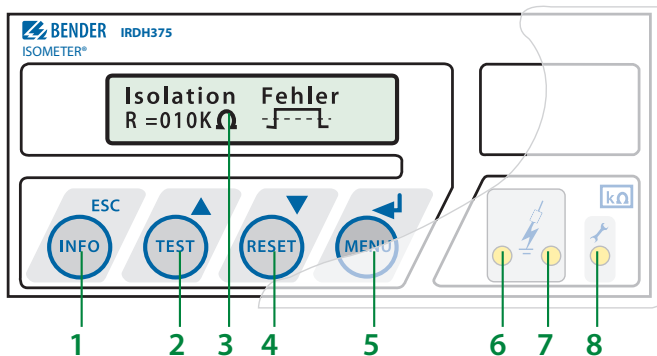 BENDER IRDH375
ISOMETER®
Isolation Fehler
R =010KΩ
kΩ
ESC
INFO TEST RESET MENU
1 2 3 4 5 6 7 8